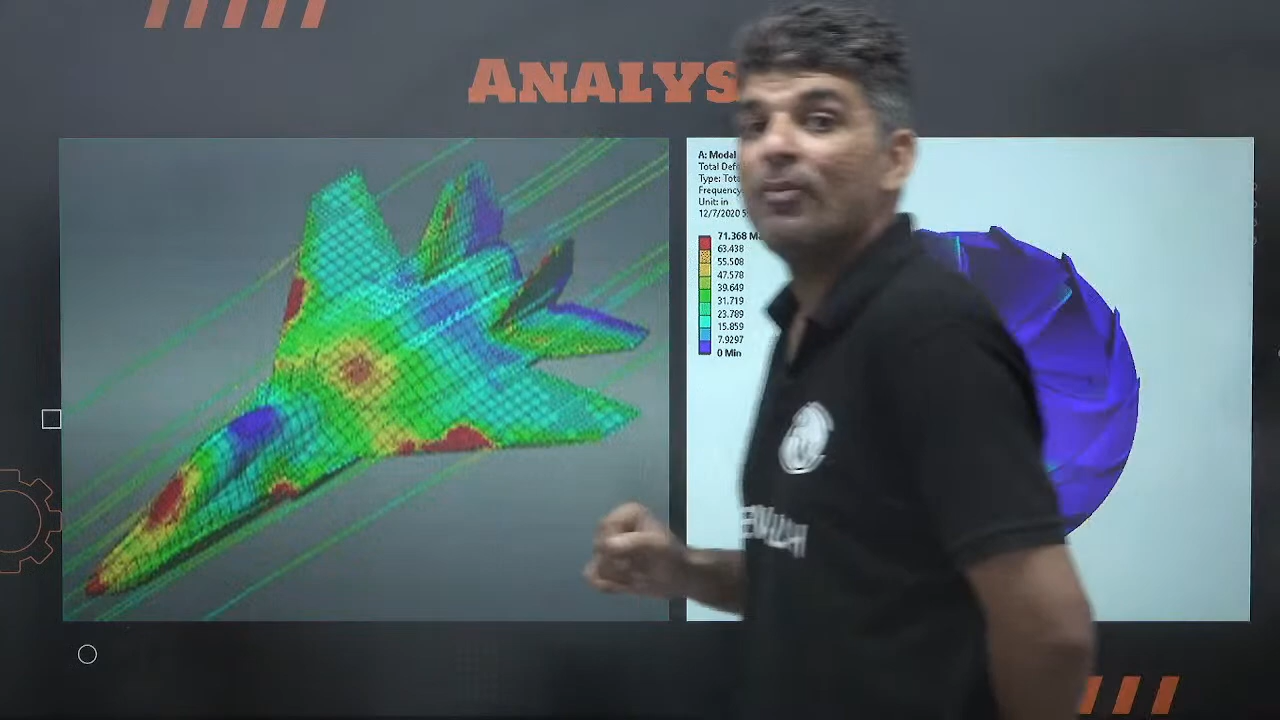 ANALYS
A: Modal
Total Def
Type: Tota
Frequency
Unit: in
12/7/2020 5:
71.368 Ma
63.438
55.508
47.578
39.649
31.719
23.789
15.859
7.9297
0 Min